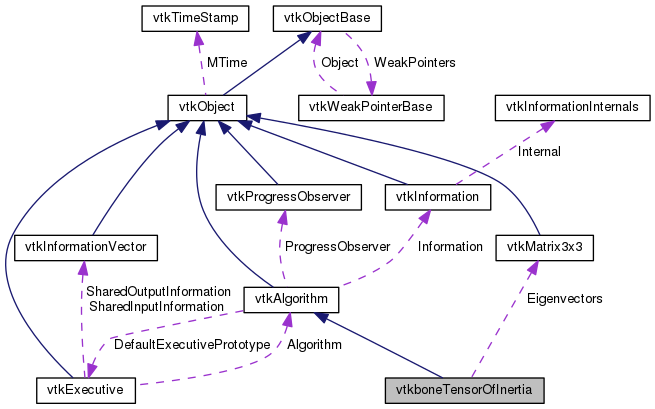 vtkTimeStamp
vtkObjectBase
MTime
Object
WeakPointers
vtkObject
vtkWeakPointerBase
vtkInformationInternals
Internal
vtkProgressObserver
vtkInformation
vtkInformationVector
ProgressObserver
Information
vtkMatrix3x3
SharedOutputInformation
SharedInputInformation
vtkAlgorithm
Eigenvectors
DefaultExecutivePrototype
Algorithm
vtkExecutive
vtkboneTensorOfInertia